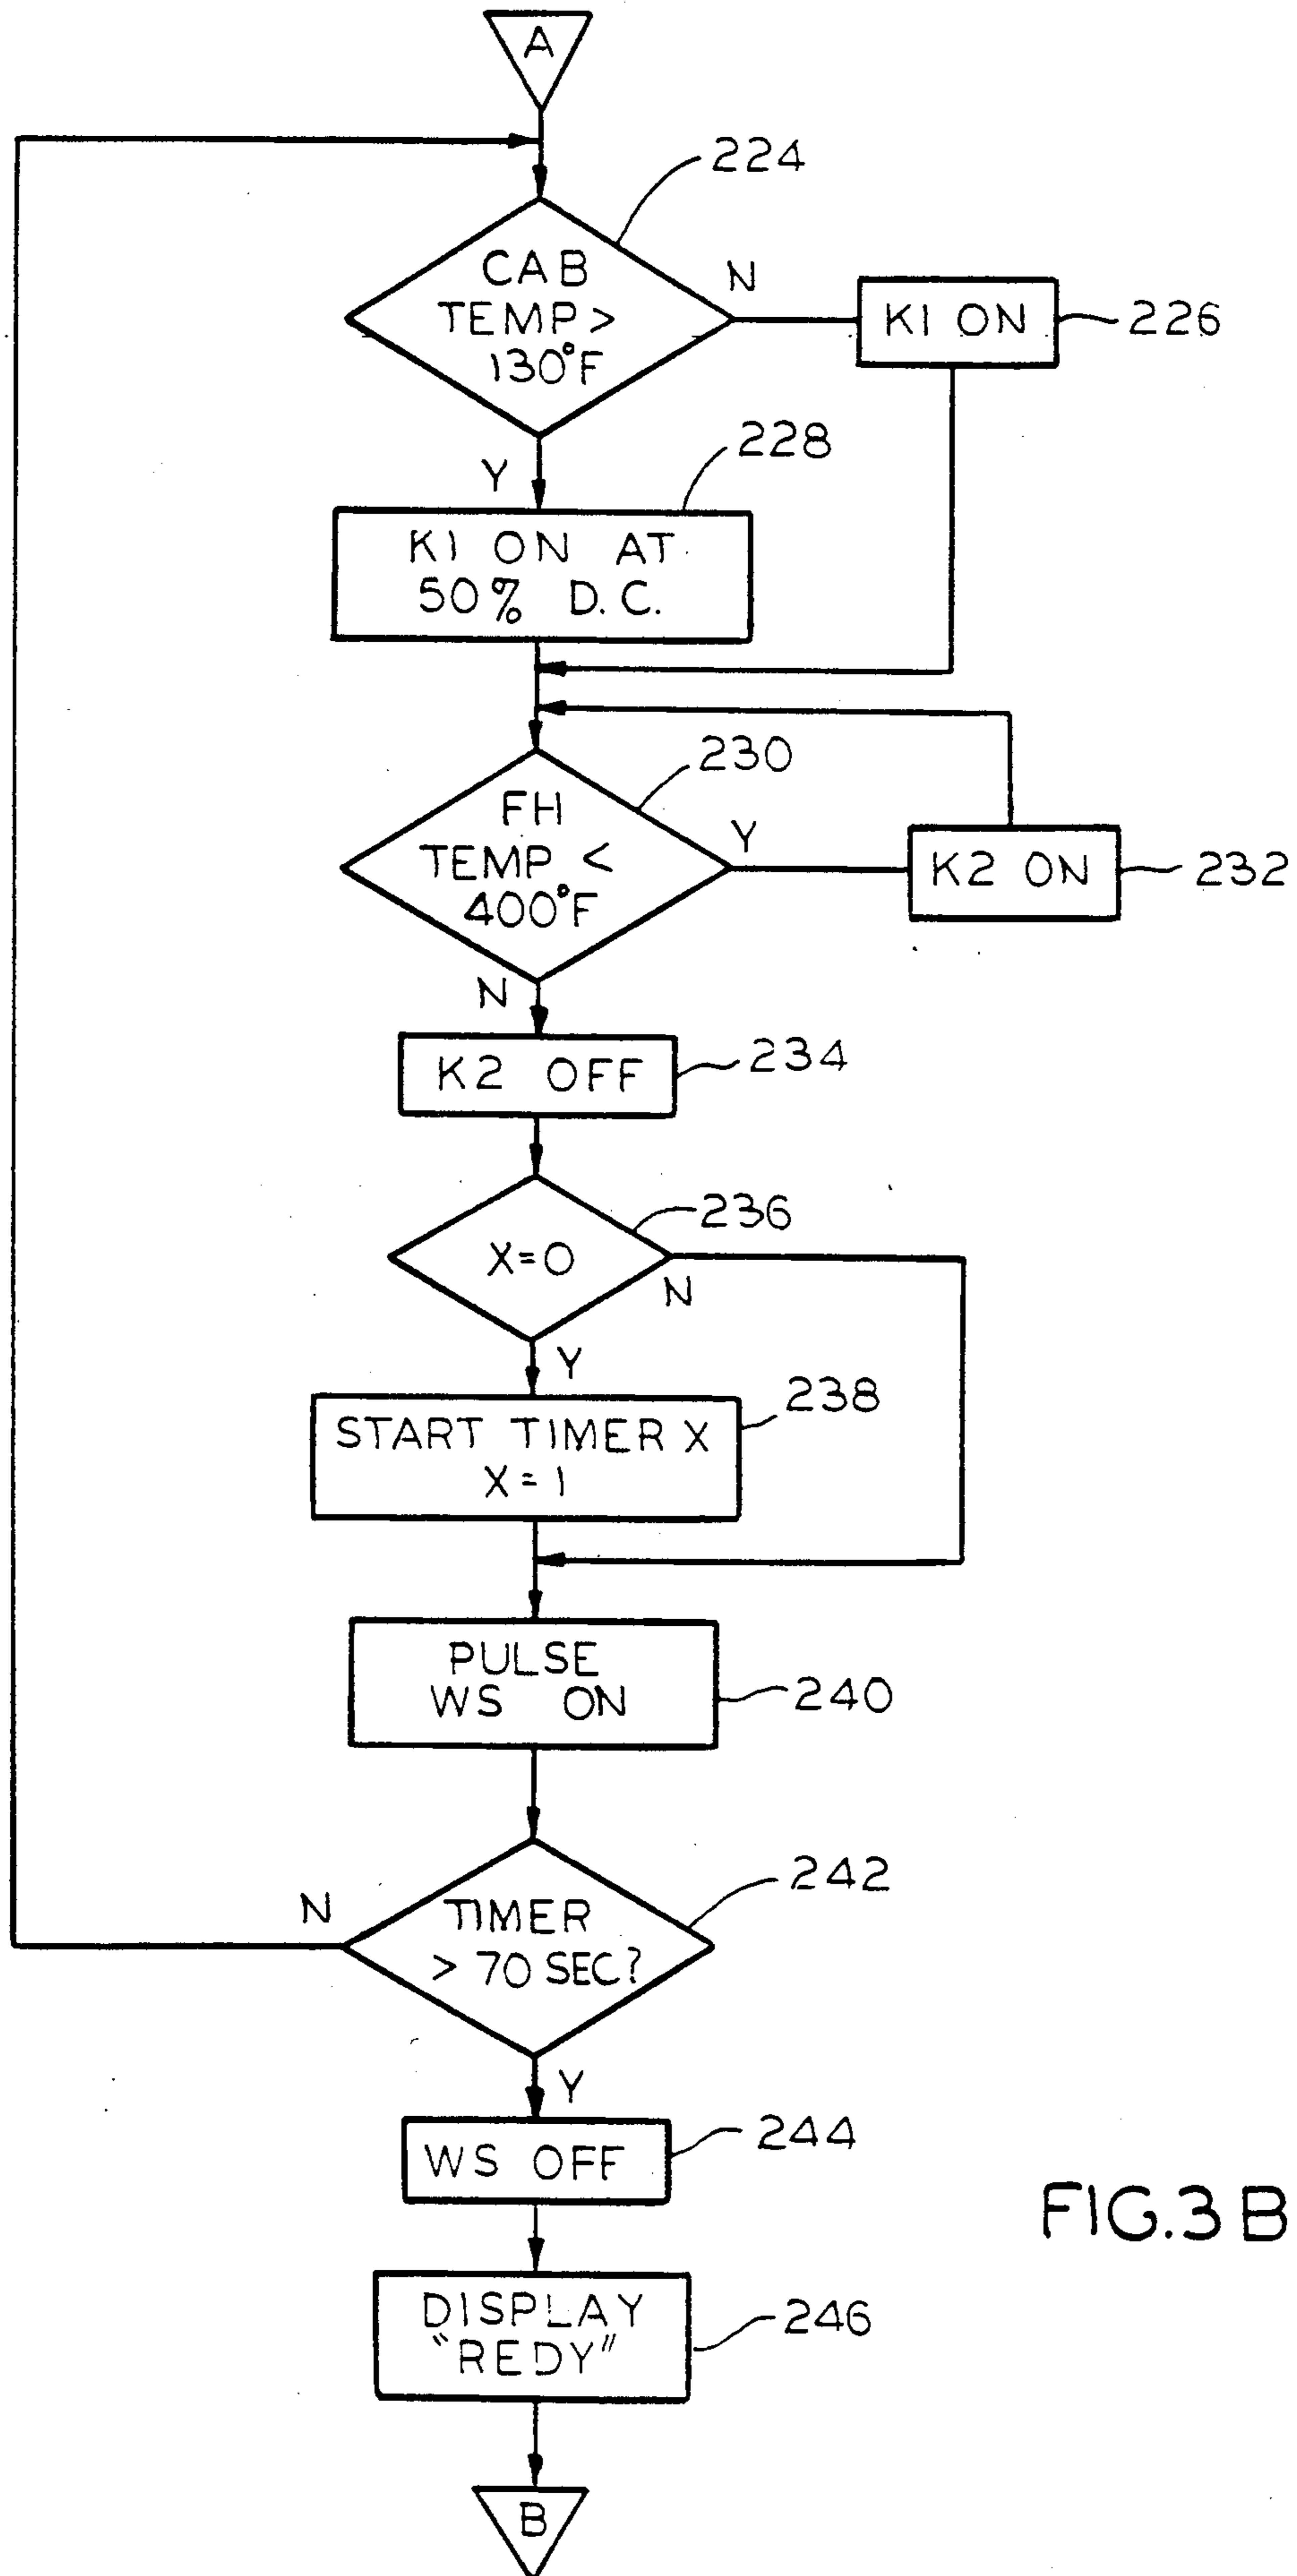 A
224
CAB
TEMP >
130°F
N
K1 ON
226
Y
228
K1 ON AT
50% D.C.
230
FH
TEMP <
400°F
Y
K2 ON
232
N
K2 OFF
234
236
X=0
N
Y
238
START TIMER X
X=1
PULSE
WS ON
240
242
N
TIMER
> 70 SEC?
Y
WS OFF
244
DISPLAY
"REDY"
246
B
FIG.3B